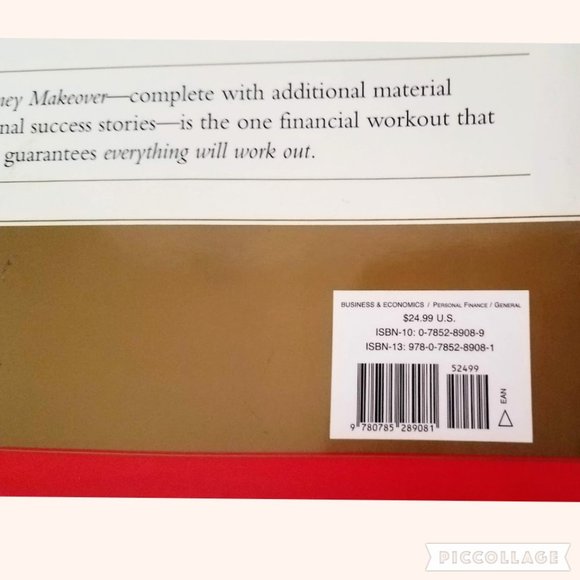 ney Makeover—complete with additional material
nal success stories—is the one financial workout that
guarantees everything will work out.
BUSINESS & ECONOMICS / PERSONAL FINANCE / GENERAL
$24.99 U.S.
ISBN-10: 0-7852-8908-9
ISBN-13: 978-0-7852-8908-1
52499
EAN
9 780785 289081
PICCOLLAGE